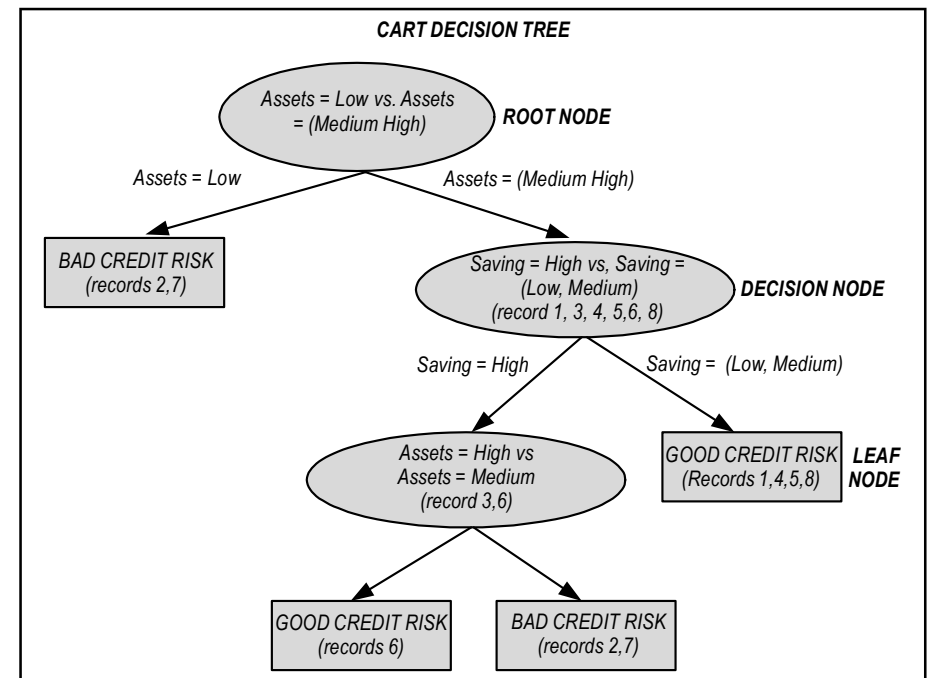 CART DECISION TREE
Assets = Low vs. Assets
= (Medium High)
ROOT NODE
Assets = Low
Assets = (Medium High)
BAD CREDIT RISK
(records 2,7)
Saving = High vs, Saving =
(Low, Medium)
(record 1, 3, 4, 5,6, 8)
DECISION NODE
Saving = High
Saving = (Low, Medium)
Assets = High vs
Assets = Medium
(record 3,6)
GOOD CREDIT RISK
(Records 1,4,5,8)
LEAF
NODE
GOOD CREDIT RISK
(records 6)
BAD CREDIT RISK
(records 2,7)